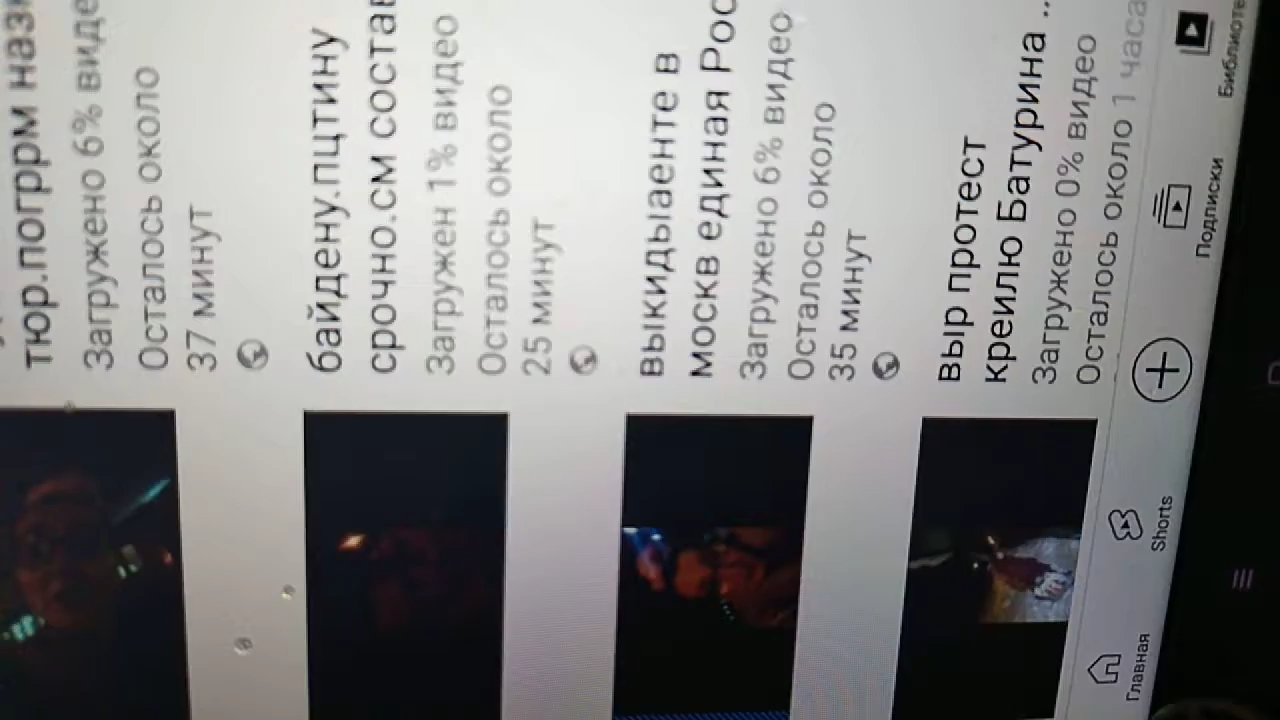 тюр.погррм назв
Загружено 6% виде
Осталось около
37 минут
байдену.пцтину
срочно.см состав
Загружен 1% видео
Осталось около
25 минут
выкидыаенте в
москв единая Рос
Загружено 6% видео
Осталось около
35 минут
выр протест
креилю Батурина ...
Загружено 0% видео
Осталось около 1 часа
Главная
Shorts
Подписки
Библиоте